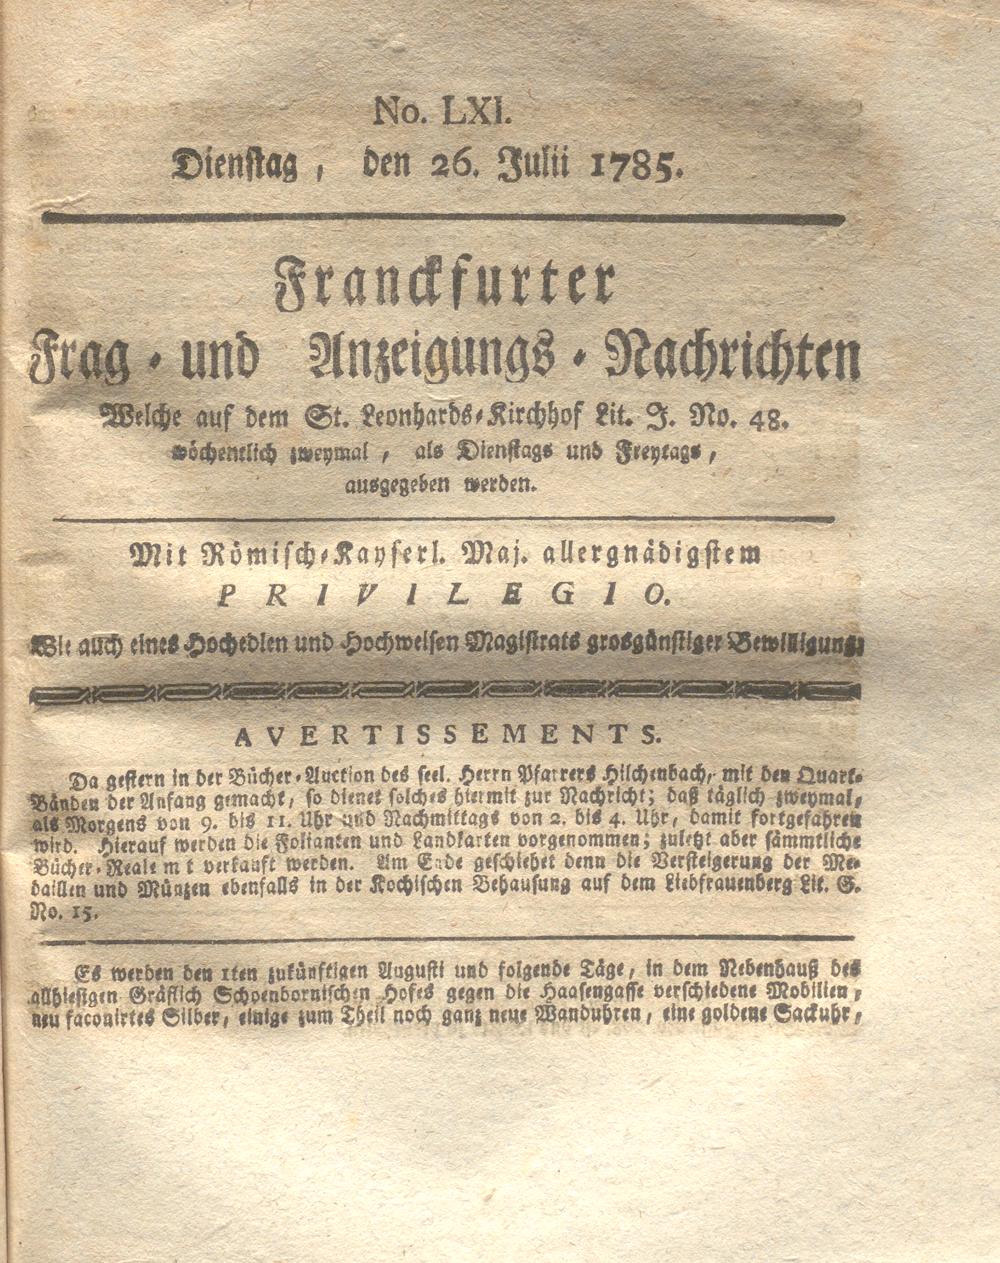 No. LXI.
Dienstag, den 26. Julii 1785.
Franckfurter
Frag- und Anzeigungs-Nachrichten
Welche auf dem St. Leonhards-Kirchhof Lit. J. No. 48.
wöchentlich zweymal, als Dienstags und Freytags,
ausgegeben werden.
Mit Römisch-Kayserl. Maj. allergnädigstem
PRIVILEGIO.
Wie auch eines Hochedlen und Hochweisen Magistrats grosgünstiger Bewilligung:
AVERTISSEMENTS.
Da gestern in der Bücher-Auction des seel. Herrn Pfarrers Hilchenbach, mit den Quart-
Bänden der Anfang gemacht, so dienet solches hiermit zur Nachricht; daß täglich zweymal,
als Morgens von 9. bis 11. Uhr und Nachmittags von 2. bis 4. Uhr, damit fortgefahren
wird. Hierauf werden die Folianten und Landkarten vorgenommen; zuletzt aber sämmtliche
Bücher-Reale m t verkauft werden. Am Ende geschiehet denn die Versteigerung der Me-
daillen und Münzen ebenfalls in der Kochischen Behausung auf dem Liebfrauenberg Lit. G.
No. 15.
Es werden den 1ten zukünftigen Augusti und folgende Täge, in dem Nebenhauß des
allhiesigen Gräflich Schoenbornischen Hofes gegen die Haasengasse verschiedene Mobilien,
neu faconirtes Silber, einige zum Theil noch ganz neue Wanduhren, eine goldene Sackuhr,